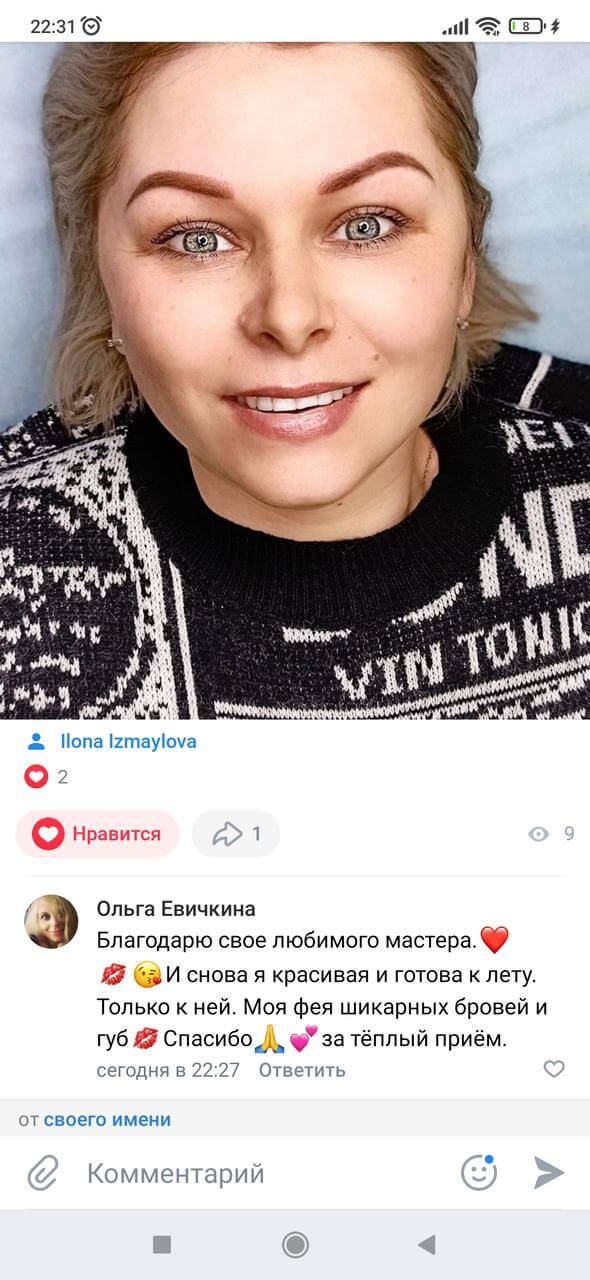 22:31
8
ND
VIN TONIC
Ilona Izmaylova
2
Нравится
1
9
Ольга Евичкина
Благодарю свое любимого мастера.❤️
💋 😘И снова я красивая и готова к лету.
Только к ней. Моя фея шикарных бровей и
губ💋Спасибо🙏💕за тёплый приём.
сегодня в 22:27 Ответить
от своего имени
Комментарий